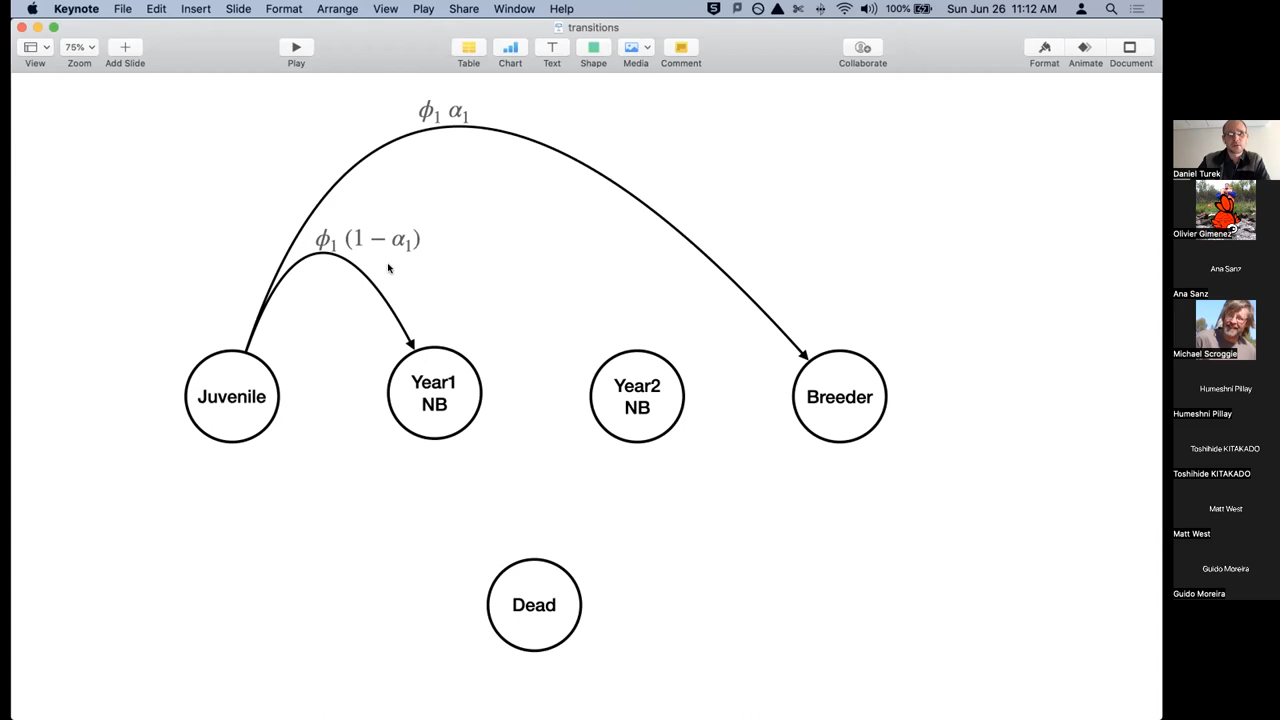 Keynote File Edit Insert Slide Format Arrange View Play Share Window Help 100% Sun Jun 26 11:12 AM
transitions
75%
View Zoom Add Slide Play Table Chart Text Shape Media Comment Collaborate Format Animate Document
ϕ₁ α₁
ϕ₁ (1 − α₁)
Juvenile
Year1
NB
Year2
NB
Breeder
Dead
Daniel Turek
Olivier Gimenez
Ana Sanz
Ana Sanz
Michael Scroggie
Humeshni Pillay
Humeshni Pillay
Toshihide KITAKADO
Toshihide KITAKADO
Matt West
Matt West
Guido Moreira
Guido Moreira